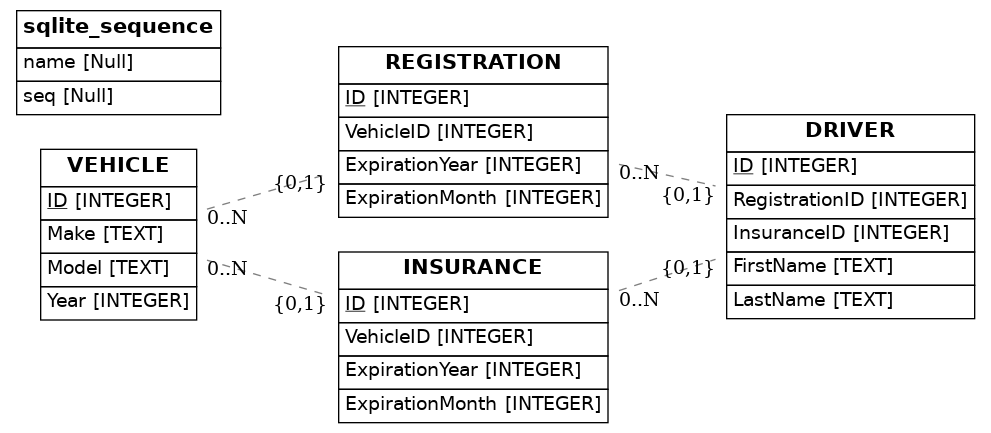 sqlite_sequence
name [Null]
seq [Null]
VEHICLE
ID [INTEGER]
Make [TEXT]
Model [TEXT]
Year [INTEGER]
0..N
{0,1}
0..N
{0,1}
REGISTRATION
ID [INTEGER]
VehicleID [INTEGER]
ExpirationYear [INTEGER]
ExpirationMonth [INTEGER]
INSURANCE
ID [INTEGER]
VehicleID [INTEGER]
ExpirationYear [INTEGER]
ExpirationMonth [INTEGER]
0..N
{0,1}
{0,1}
0..N
DRIVER
ID [INTEGER]
RegistrationID [INTEGER]
InsuranceID [INTEGER]
FirstName [TEXT]
LastName [TEXT]